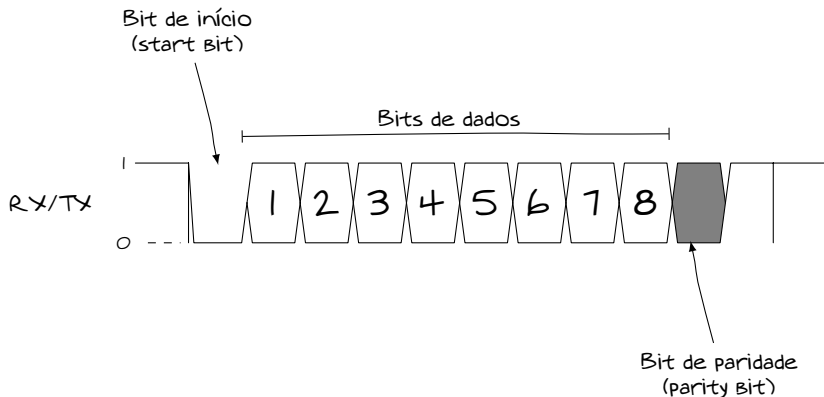 Bit de início
(start Bit)
Bits de dados
1
RX/TX
1 2 3 4 5 6 7 8
0
Bit de paridade
(parity Bit)